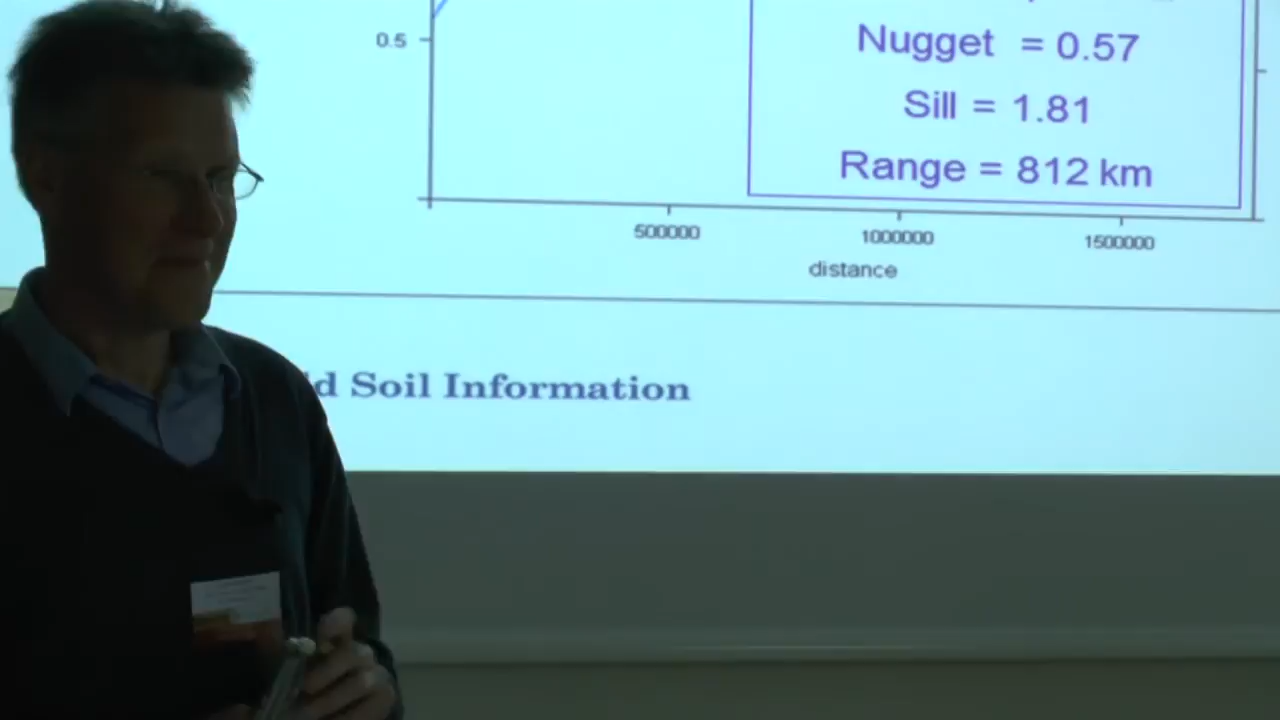 0.5
Nugget = 0.57
Sill = 1.81
Range = 812 km
500000 1000000 1500000
distance
d Soil Information